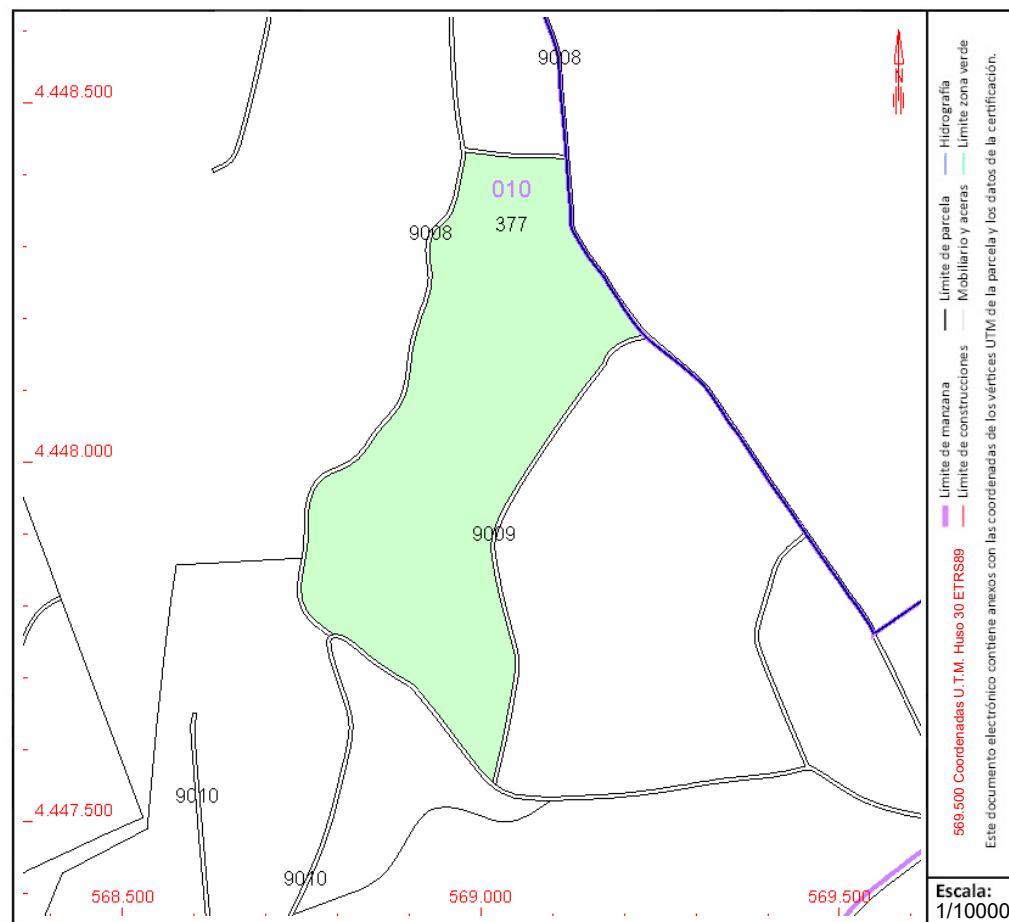 9008
4.448.500
N
010
377
9008
4.448.000
9009
9010
4.447.500
9010
568.500
569.000
569.500
Límite de manzana
Límite de parcela
Hidrografía
Límite de construcciones
Mobiliario y aceras
Límite zona verde
569.500 Coordenadas U.T.M. Huso 30 ETRS89
Este documento electrónico contiene anexos con las coordenadas de los vértices UTM de la parcela y los datos de la certificación.
Escala:
1/10000